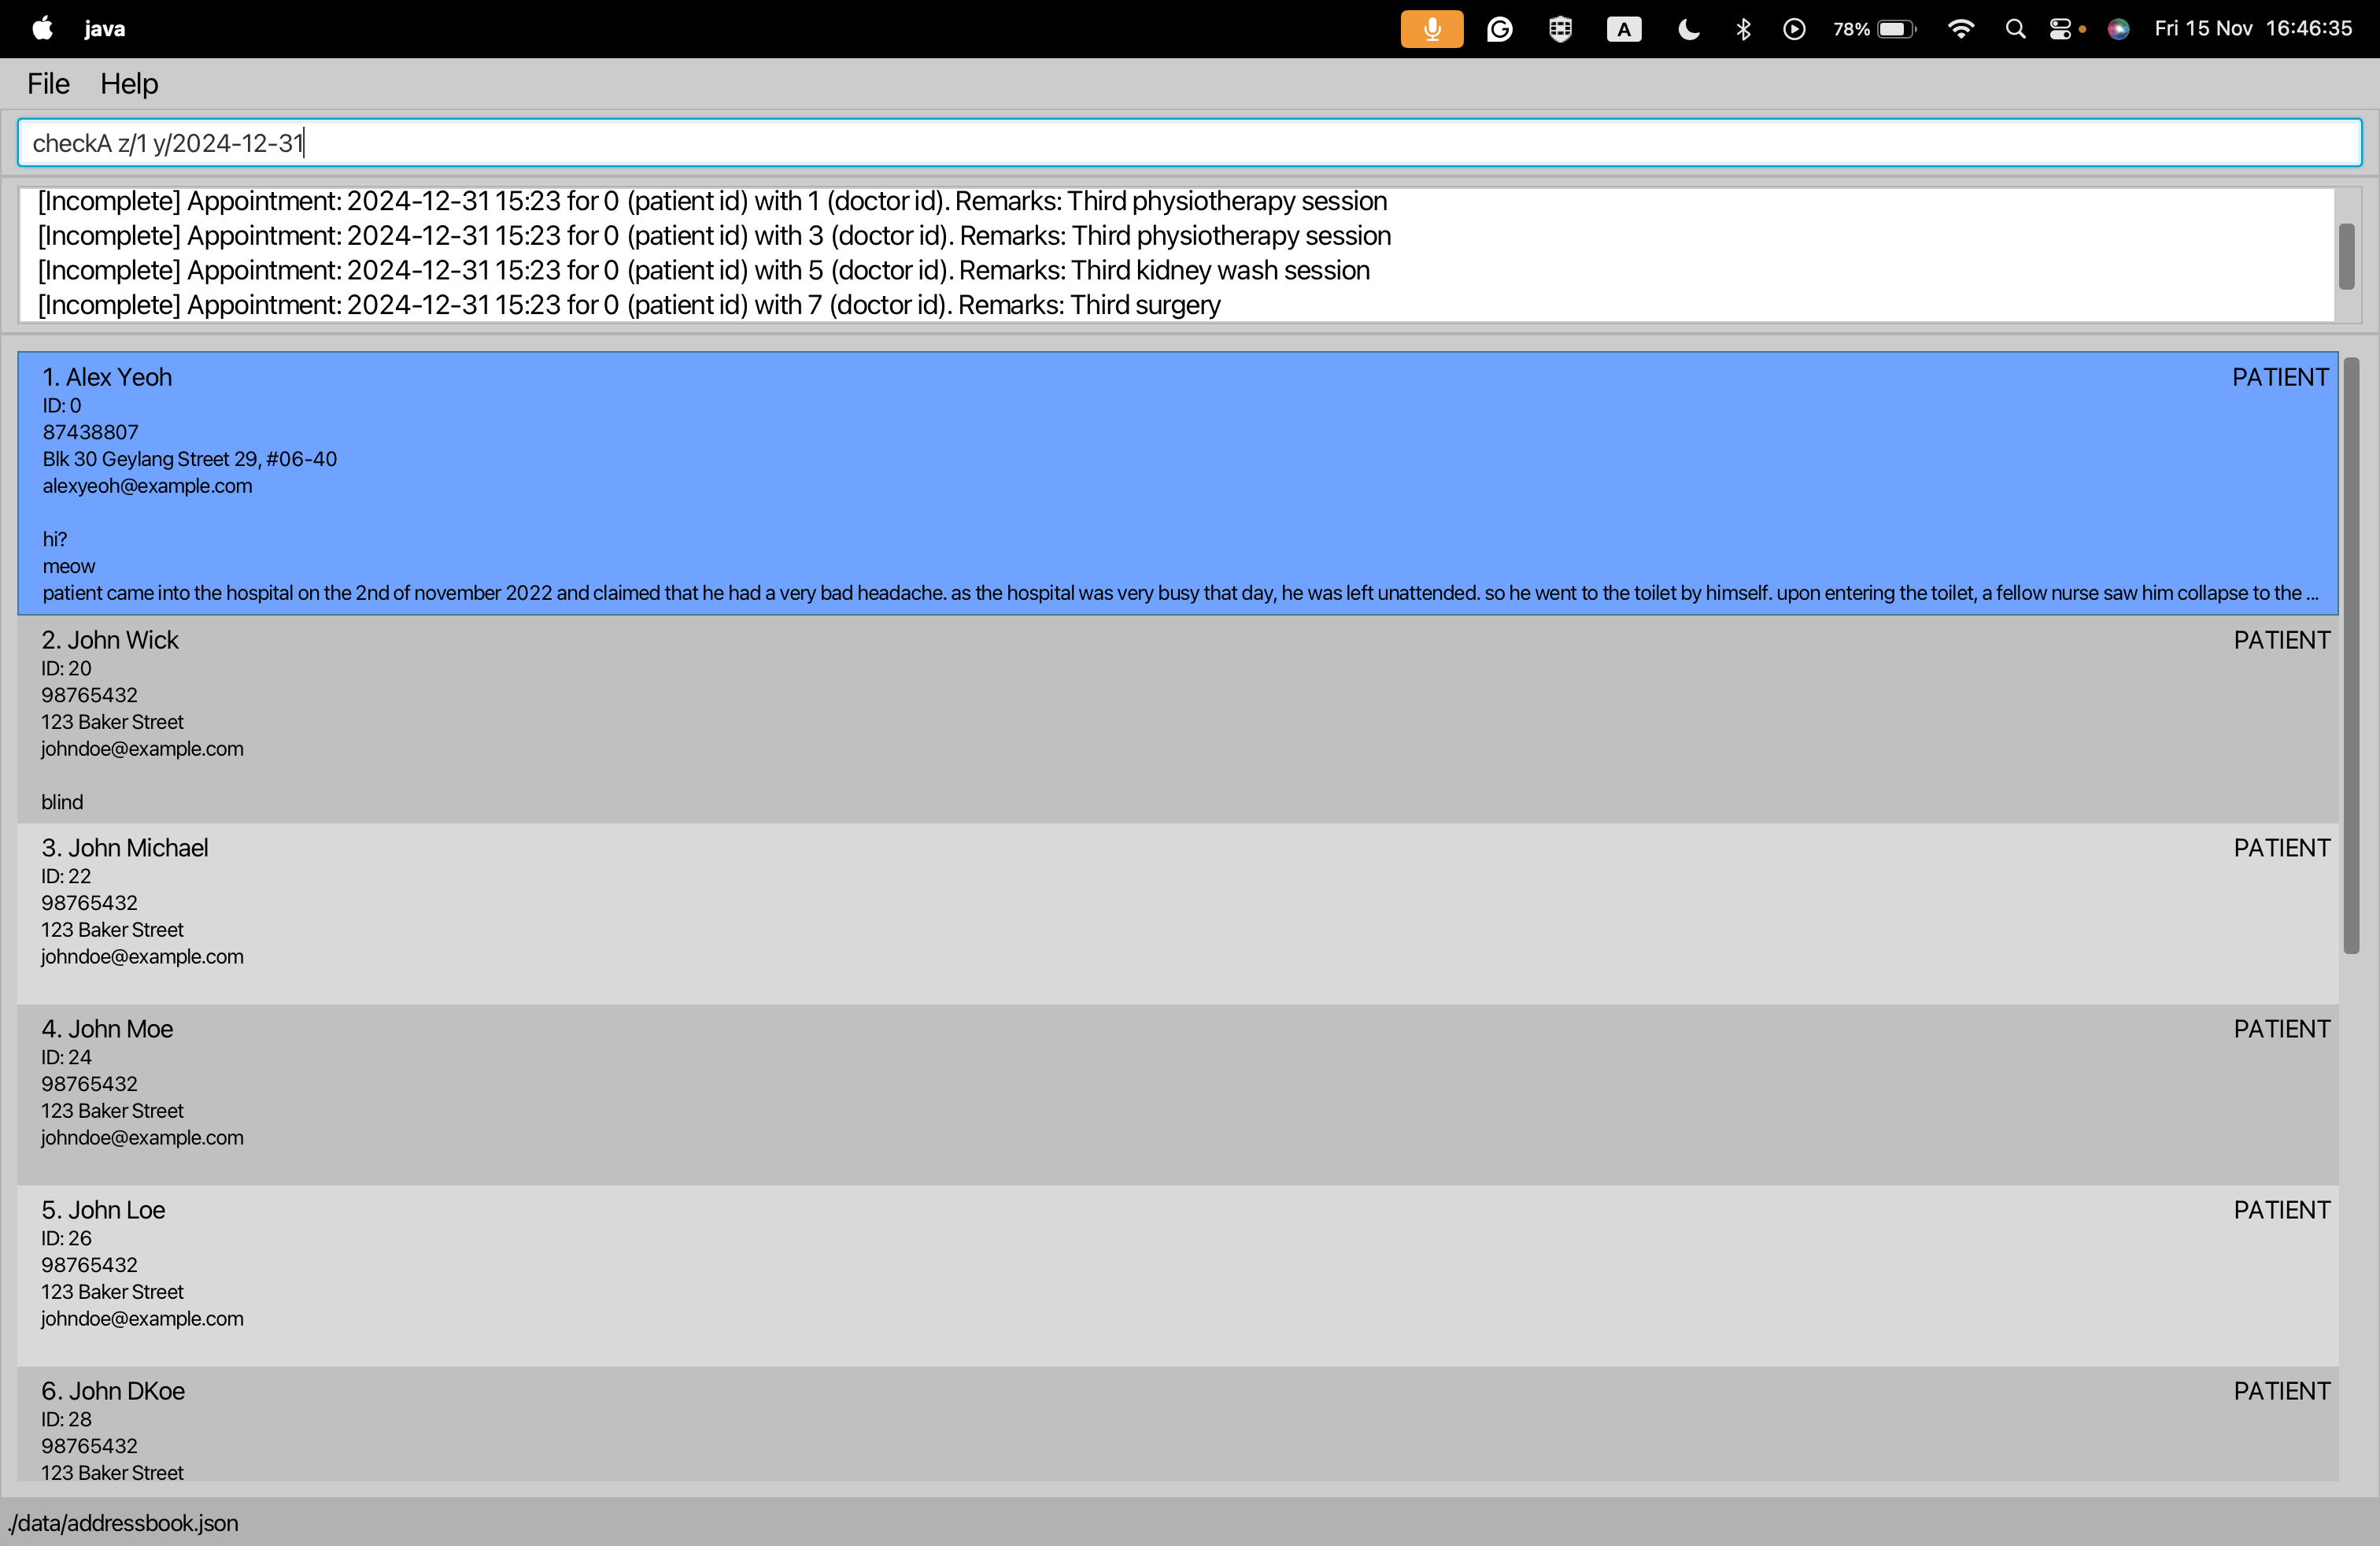 java
A
78%
Fri 15 Nov 16:46:35
File Help
checkA z/1 y/2024-12-31
[Incomplete] Appointment: 2024-12-31 15:23 for 0 (patient id) with 1 (doctor id). Remarks: Third physiotherapy session
[Incomplete] Appointment: 2024-12-31 15:23 for 0 (patient id) with 3 (doctor id). Remarks: Third physiotherapy session
[Incomplete] Appointment: 2024-12-31 15:23 for 0 (patient id) with 5 (doctor id). Remarks: Third kidney wash session
[Incomplete] Appointment: 2024-12-31 15:23 for 0 (patient id) with 7 (doctor id). Remarks: Third surgery
1. Alex Yeoh PATIENT
ID: 0
87438807
Blk 30 Geylang Street 29, #06-40
alexyeoh@example.com
hi?
meow
patient came into the hospital on the 2nd of november 2022 and claimed that he had a very bad headache. as the hospital was very busy that day, he was left unattended. so he went to the toilet by himself. upon entering the toilet, a fellow nurse saw him collapse to the ...
2. John Wick PATIENT
ID: 20
98765432
123 Baker Street
johndoe@example.com
blind
3. John Michael PATIENT
ID: 22
98765432
123 Baker Street
johndoe@example.com
4. John Moe PATIENT
ID: 24
98765432
123 Baker Street
johndoe@example.com
5. John Loe PATIENT
ID: 26
98765432
123 Baker Street
johndoe@example.com
6. John DKoe PATIENT
ID: 28
98765432
123 Baker Street
./data/addressbook.json